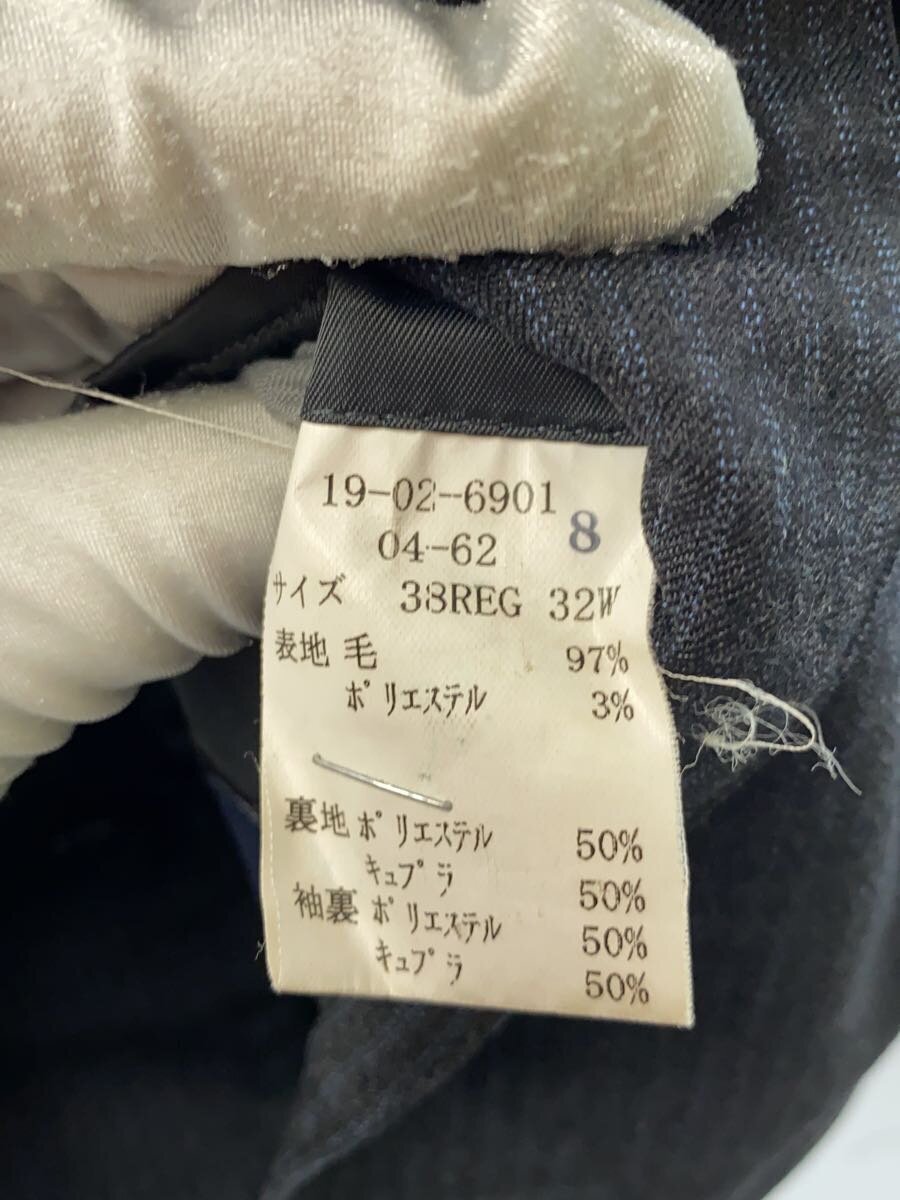 19-02-6901
04-62 8
サイズ 38REG 32W
表地 毛 97%
ポリエステル 3%
裏地 ポリエステル 50%
キュプラ 50%
袖裏 ポリエステル 50%
キュプラ 50%